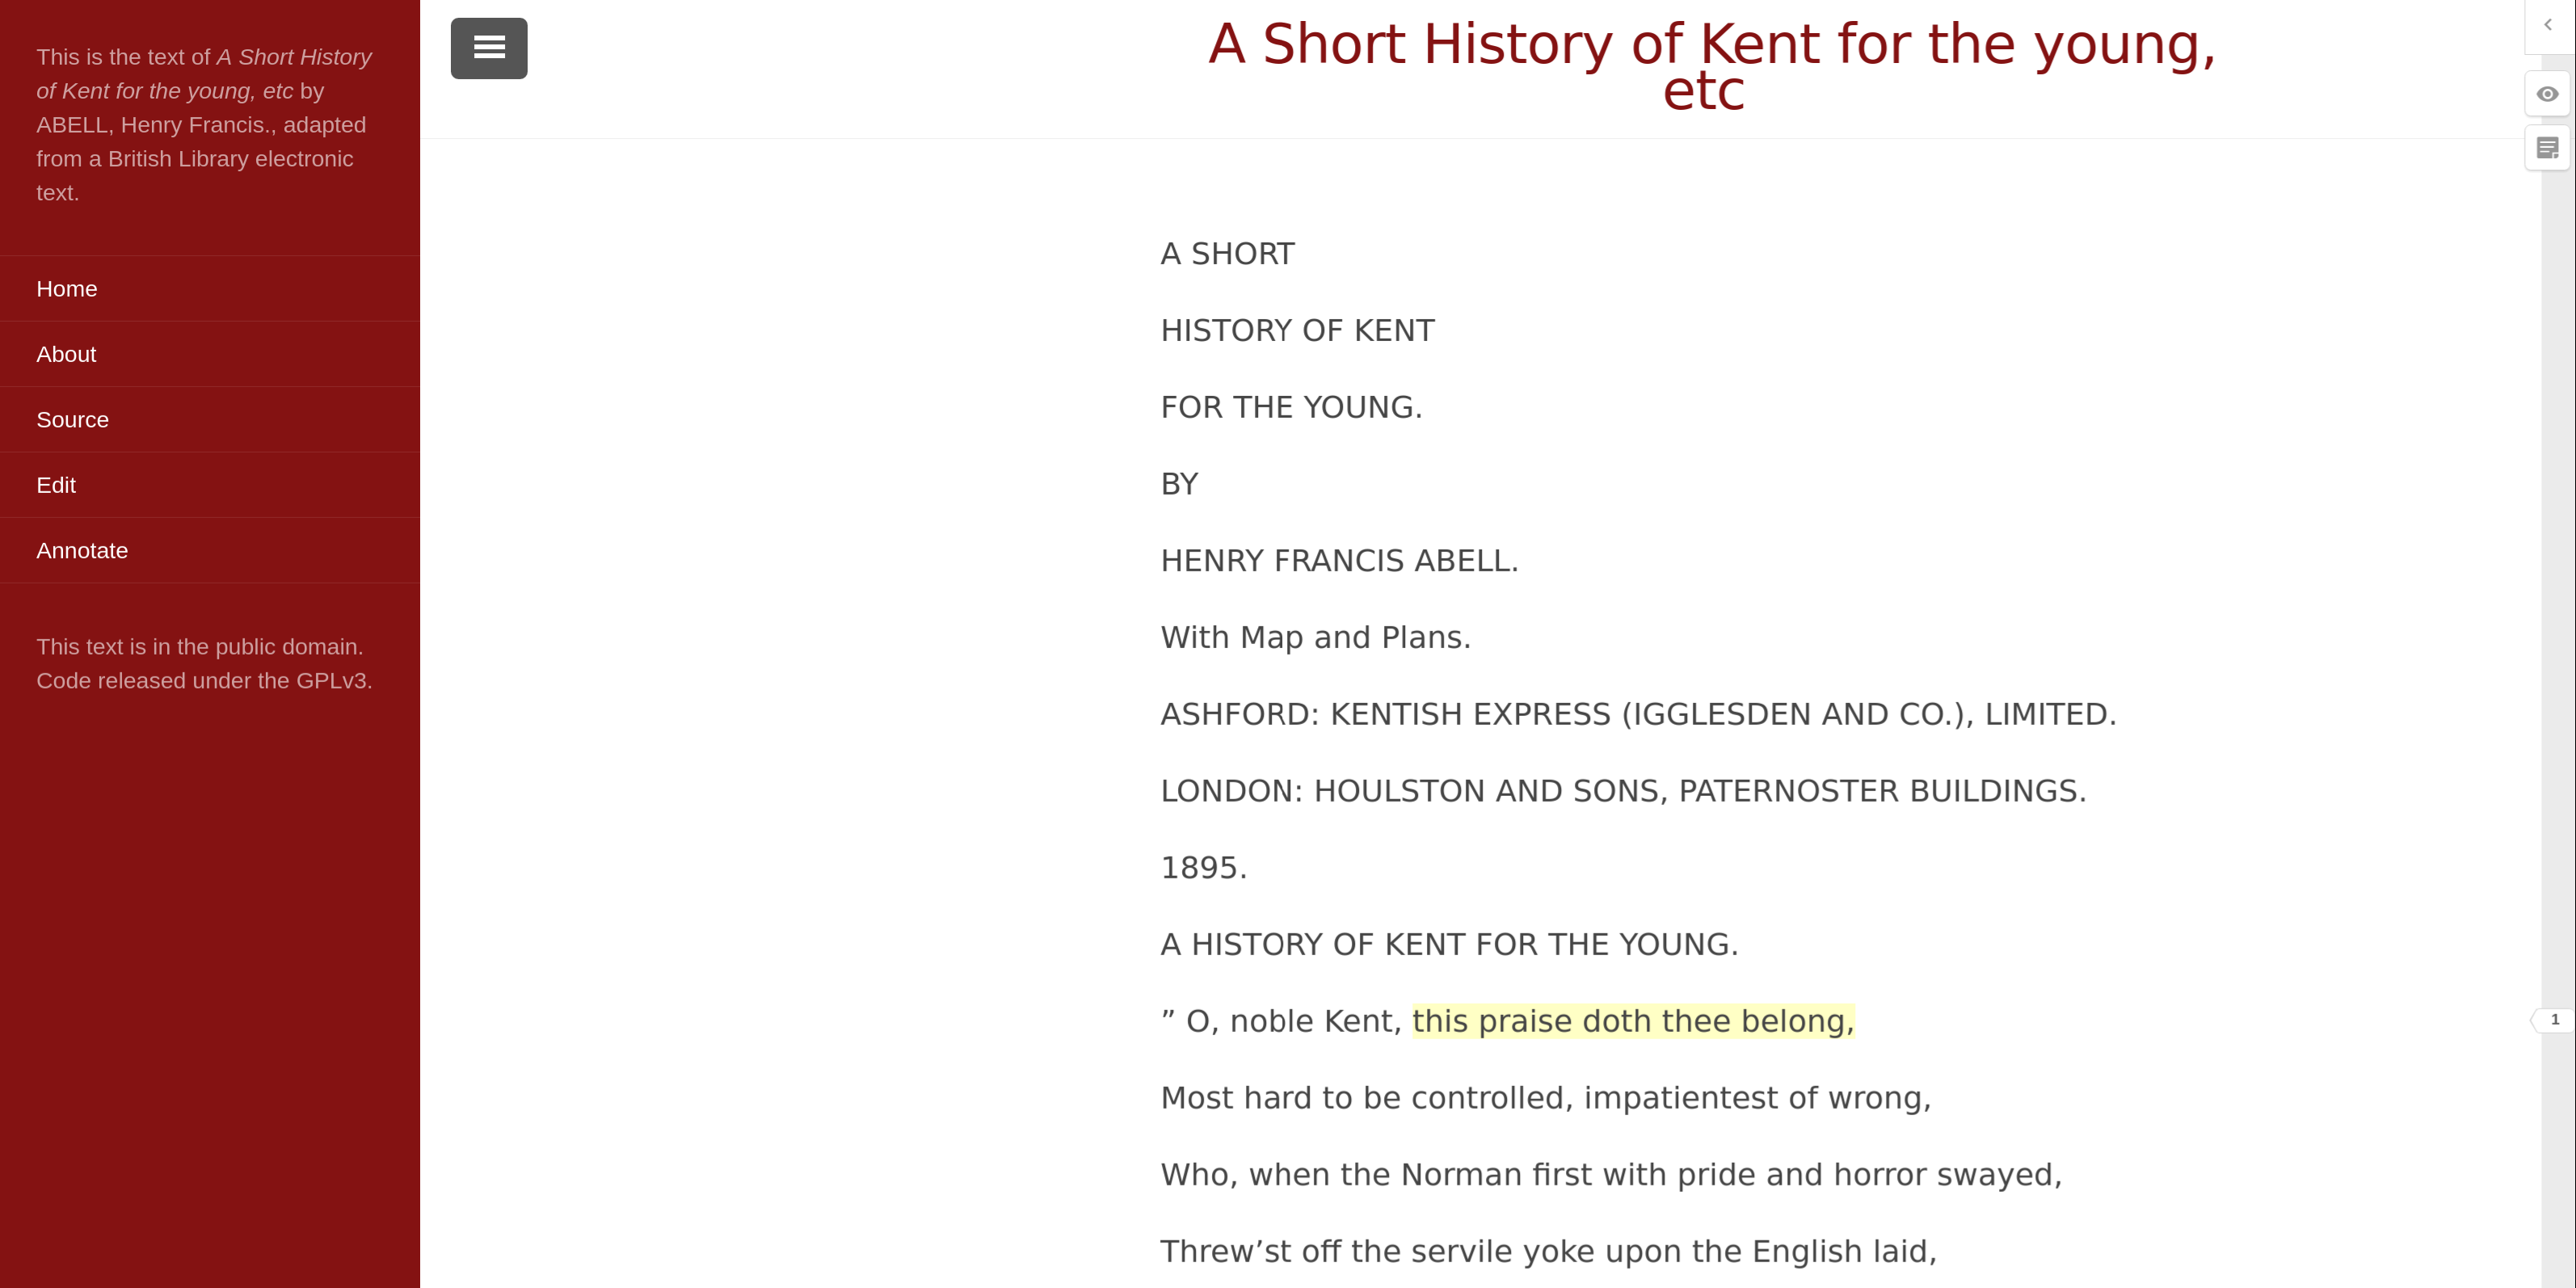 This is the text of A Short History
of Kent for the young, etc by
ABELL, Henry Francis., adapted
from a British Library electronic
text.
Home
About
Source
Edit
Annotate
This text is in the public domain.
Code released under the GPLv3.
A Short History of Kent for the young,
etc
A SHORT
HISTORY OF KENT
FOR THE YOUNG.
BY
HENRY FRANCIS ABELL.
With Map and Plans.
ASHFORD: KENTISH EXPRESS (IGGLESDEN AND CO.), LIMITED.
LONDON: HOULSTON AND SONS, PATERNOSTER BUILDINGS.
1895.
A HISTORY OF KENT FOR THE YOUNG.
” O, noble Kent, this praise doth thee belong,
1
Most hard to be controlled, impatientest of wrong,
Who, when the Norman first with pride and horror swayed,
Threw’st off the servile yoke upon the English laid,